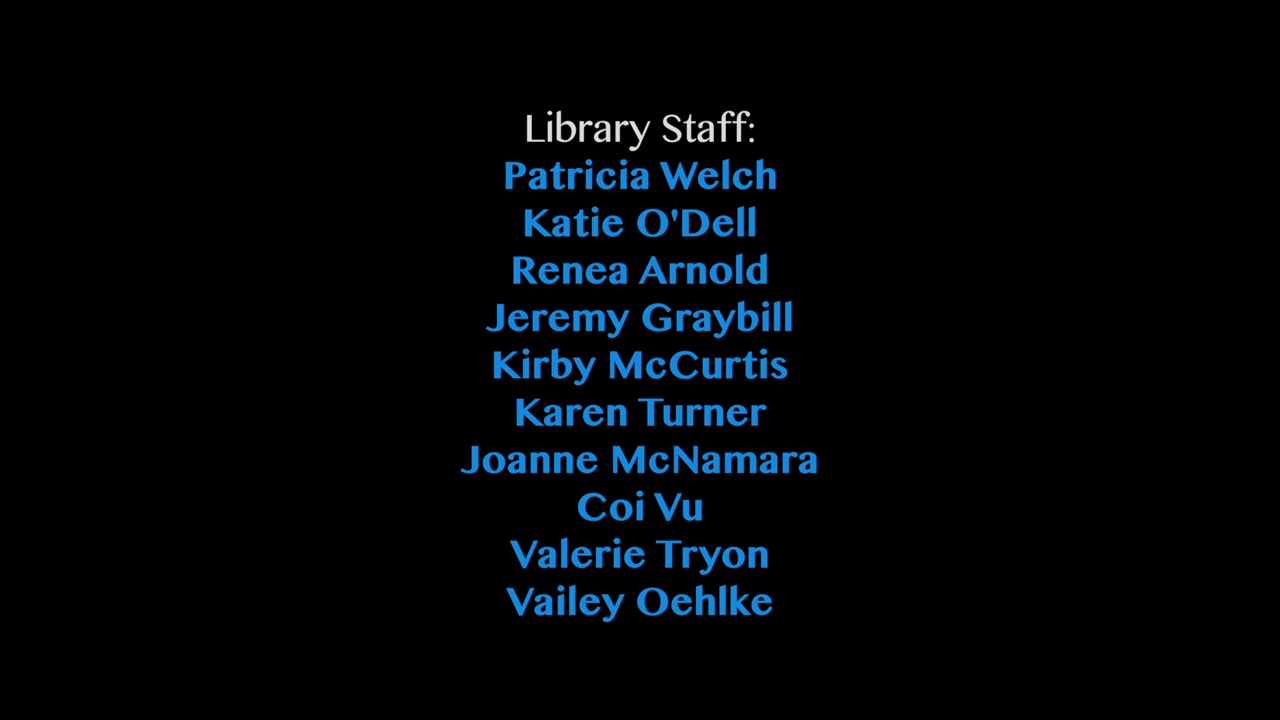 Library Staff:
Patricia Welch
Katie O'Dell
Renea Arnold
Jeremy Graybill
Kirby McCurtis
Karen Turner
Joanne McNamara
Coi Vu
Valerie Tryon
Vailey Oehlke